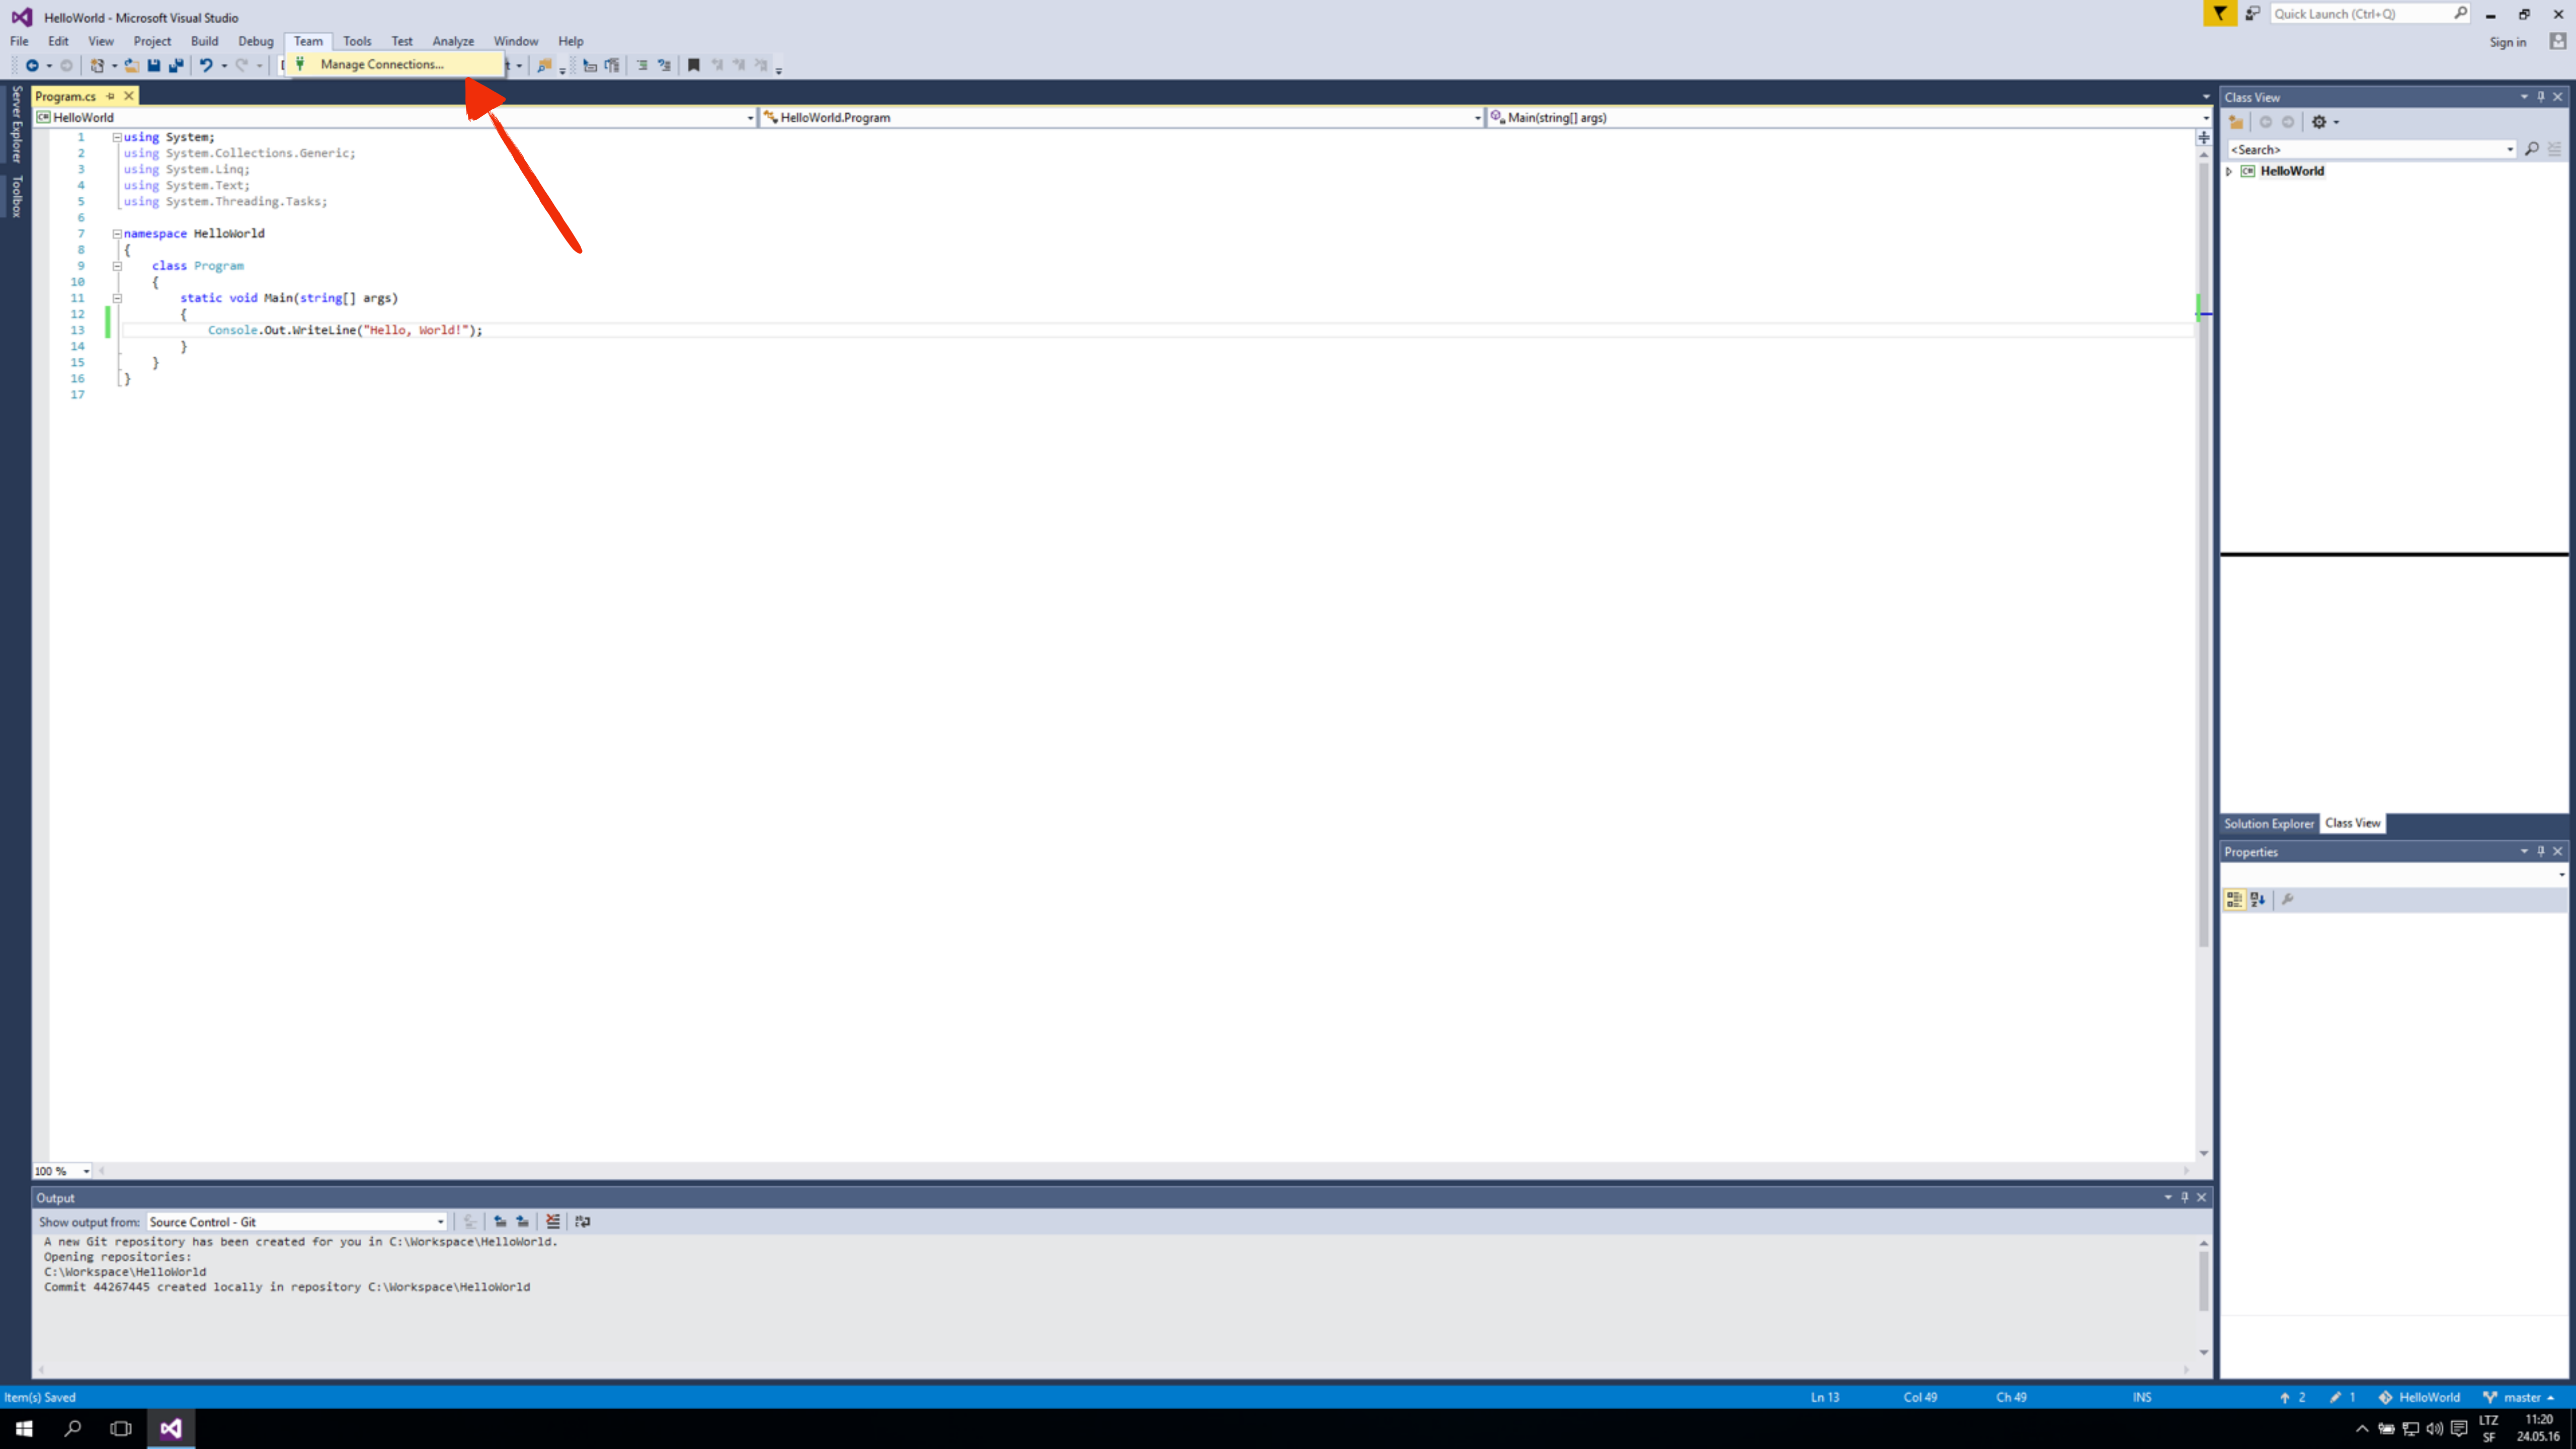 HelloWorld - Microsoft Visual Studio
Quick Launch (Ctrl+Q)
File Edit View Project Build Debug Team Tools Test Analyze Window Help
Sign in
Manage Connections...
Server Explorer
Toolbox
Program.cs
HelloWorld
HelloWorld.Program
Main(string[] args)
1 using System;
2 using System.Collections.Generic;
3 using System.Linq;
4 using System.Text;
5 using System.Threading.Tasks;
6
7 namespace HelloWorld
8 {
9 class Program
10 {
11 static void Main(string[] args)
12 {
13 Console.Out.WriteLine("Hello, World!");
14 }
15 }
16 }
17
100 %
Class View
<Search>
HelloWorld
Solution Explorer Class View
Properties
Output
Show output from: Source Control - Git
A new Git repository has been created for you in C:\Workspace\HelloWorld.
Opening repositories:
C:\Workspace\HelloWorld
Commit 44267445 created locally in repository C:\Workspace\HelloWorld
Item(s) Saved
Ln 13 Col 49 Ch 49 INS
2 1 HelloWorld master
LTZ
SF
11:20
24.05.16